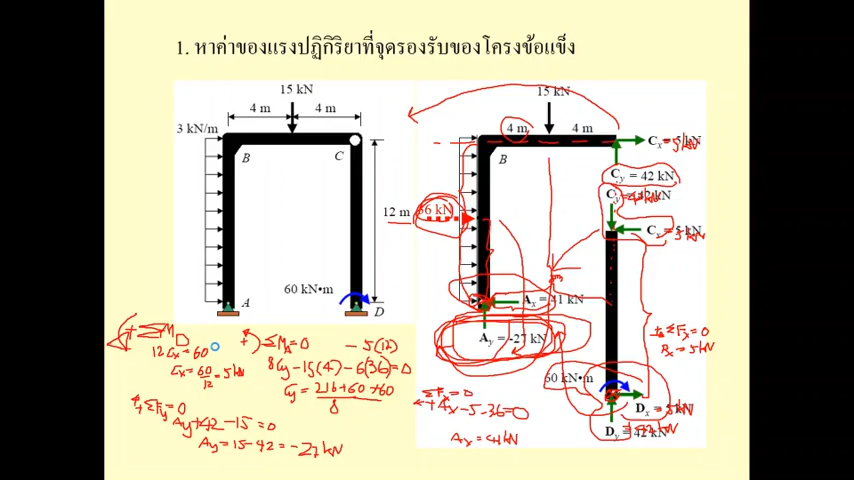 1. หาค่าของแรงปฏิกิริยาที่จุดรองรับของโครงข้อแข็ง
15 kN
4 m 4 m
3 kN/m
B C
12 m
A
60 kN•m
D
15 kN
4 m 4 m
Cx = 5 kN
B
Cy = 42 kN
36 kN
Cx = 5 kN
Ax = 41 kN
Ay = -27 kN
60 kN•m
Dx = 5 kN
Dy = 42 kN
+ ΣMD
12Cx = 60
Cx = 60/12 = 5 kN
+ ΣMA = 0 - 5(12)
8Cy - 15(4) - 6(36) = 0
Cy = 216+60+60
8
+ ΣFy = 0
Ay + 42 - 15 = 0
Ay = 15 - 42 = -27 kN
ΣFx = 0
+Ax - 5 - 36 = 0
Ax = 41 kN
+ ΣFx = 0